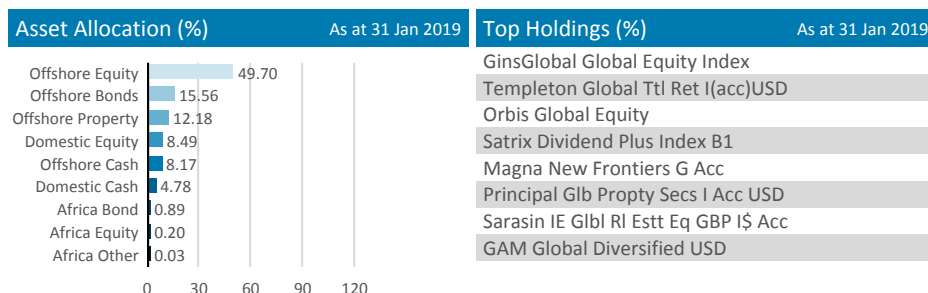 Asset Allocation (%) As at 31 Jan 2019
Offshore Equity 49.70
Offshore Bonds 15.56
Offshore Property 12.18
Domestic Equity 8.49
Offshore Cash 8.17
Domestic Cash 4.78
Africa Bond 0.89
Africa Equity 0.20
Africa Other 0.03
0 30 60 90 120
Top Holdings (%) As at 31 Jan 2019
GinsGlobal Global Equity Index
Templeton Global Ttl Ret I(acc)USD
Orbis Global Equity
Satrix Dividend Plus Index B1
Magna New Frontiers G Acc
Principal Glb Propty Secs I Acc USD
Sarasin IE Glbl Rl Estt Eq GBP I$ Acc
GAM Global Diversified USD